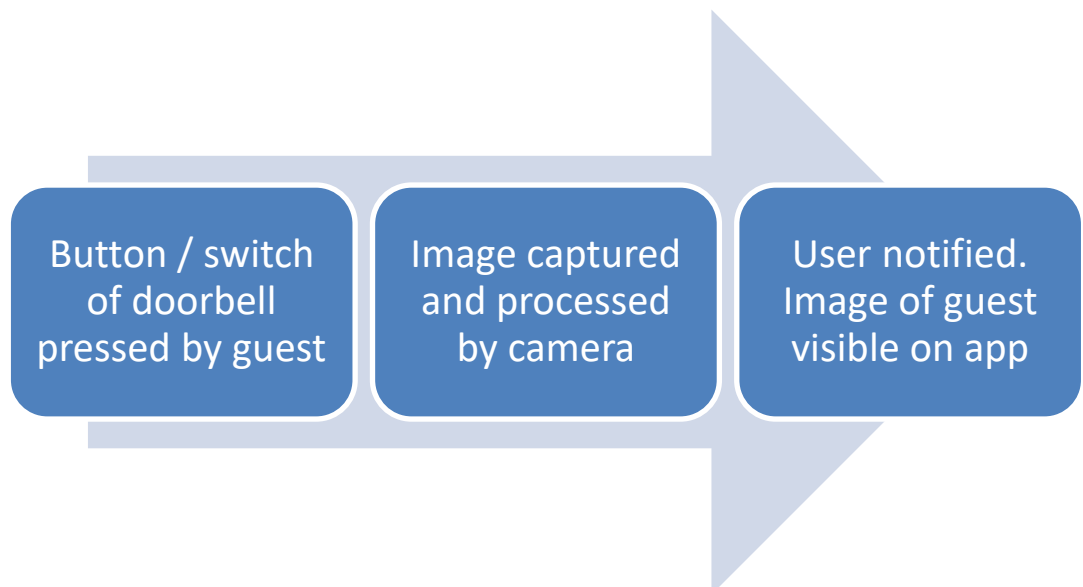 Button / switch
of doorbell
pressed by guest
Image captured
and processed
by camera
User notified.
Image of guest
visible on app